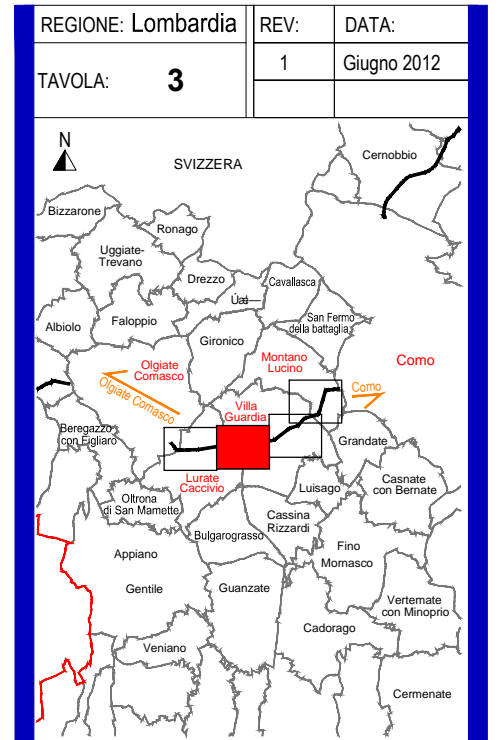 REGIONE: Lombardia
REV:
DATA:
TAVOLA: 3
1
Giugno 2012
N
SVIZZERA
Cernobbio
Bizzarone
Ronago
Uggiate-
Trevano
Drezzo
Cavallasca
Albiolo
Faloppio
San Fermo
della battaglia
Gironico
Olgiate
Comasco
Montano
Lucino
Como
Olgiate Comasco
Como
Villa
Guardia
Beregazzo
con Figliaro
Grandate
Lurate
Caccivio
Luisago
Casnate
con Bernate
Oltrona
di San Mamette
Cassina
Rizzardi
Bulgarograsso
Appiano
Gentile
Fino
Mornasco
Guanzate
Vertemate
con Minoprio
Cadorago
Veniano
Cermenate